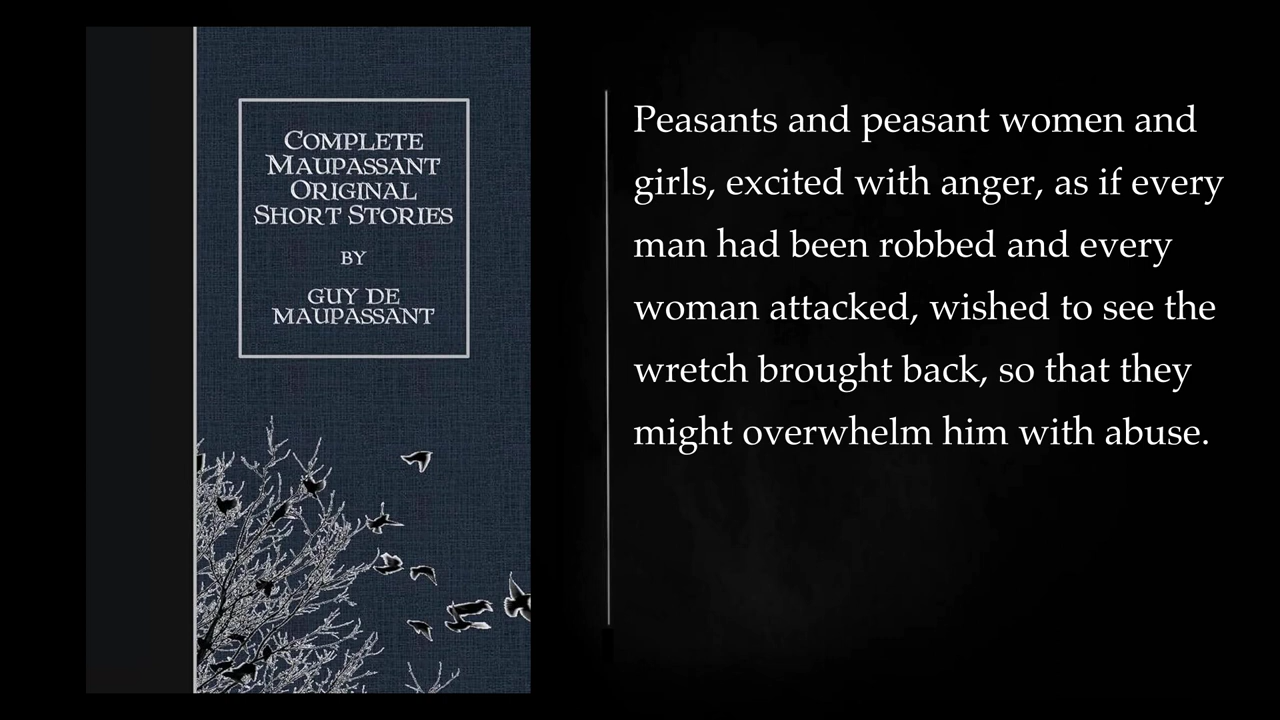 COMPLETE
MAUPASSANT
ORIGINAL
SHORT STORIES
BY
GUY DE
MAUPASSANT
Peasants and peasant women and
girls, excited with anger, as if every
man had been robbed and every
woman attacked, wished to see the
wretch brought back, so that they
might overwhelm him with abuse.